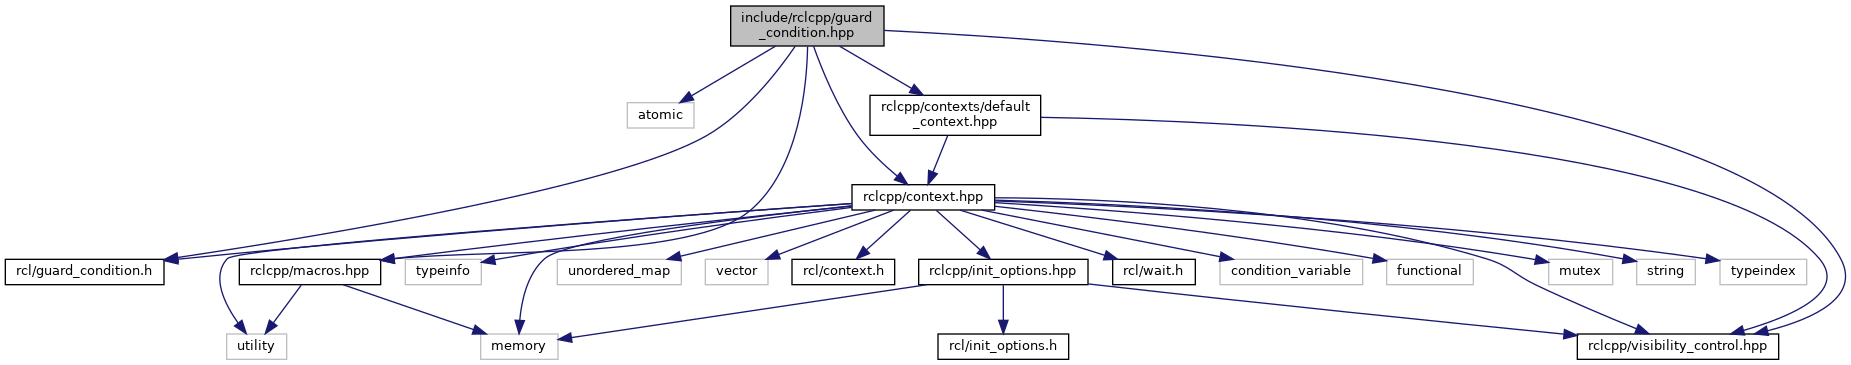 include/rclcpp/guard
_condition.hpp
atomic
rclcpp/contexts/default
_context.hpp
rclcpp/context.hpp
rcl/guard_condition.h
rclcpp/macros.hpp
typeinfo
unordered_map
vector
rcl/context.h
rclcpp/init_options.hpp
rcl/wait.h
condition_variable
functional
mutex
string
typeindex
utility
memory
rcl/init_options.h
rclcpp/visibility_control.hpp